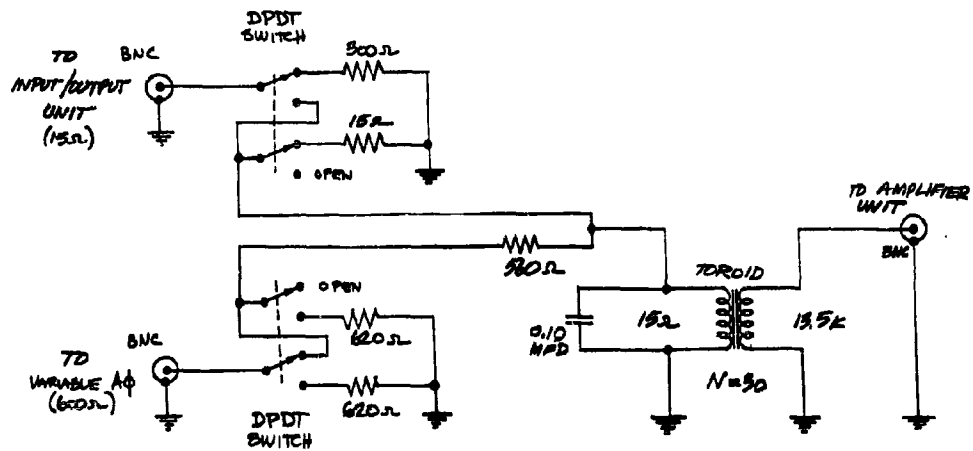 DPDT
SWITCH
TO
BNC
INPUT/OUTPUT
UNIT
(15Ω)
300Ω
15Ω
OPEN
TO AMPLIFIER
UNIT
BNC
560Ω
TOROID
OPEN
0.10
MFD
15Ω
13.5K
N=30
620Ω
TO
BNC
VARIABLE AΦ
(600Ω)
620Ω
DPDT
SWITCH